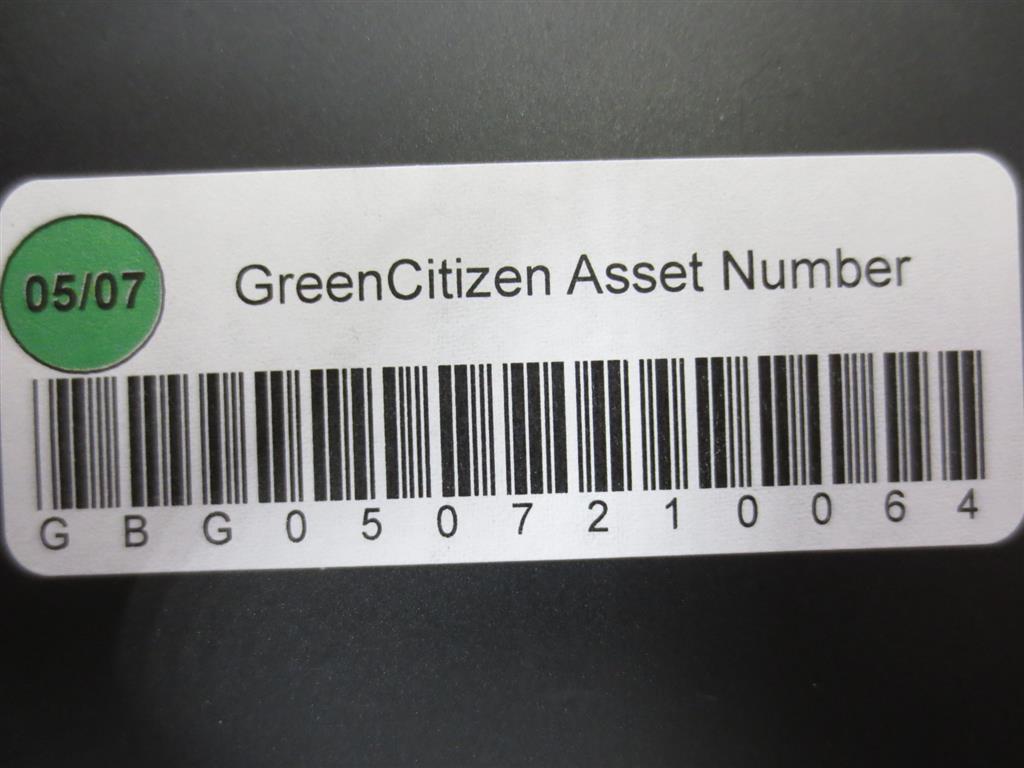 05/07
GreenCitizen Asset Number
G B G 0 5 0 7 2 1 0 0 6 4